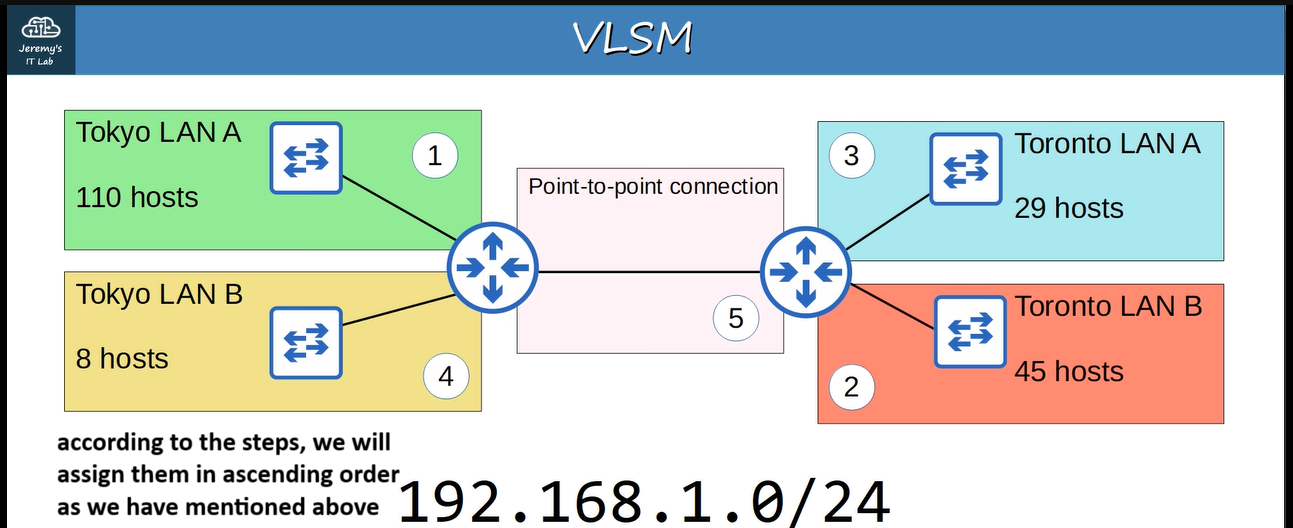 Jeremy's
IT Lab
VLSM
Tokyo LAN A
110 hosts
1
Tokyo LAN B
8 hosts
4
Point-to-point connection
5
3
Toronto LAN A
29 hosts
Toronto LAN B
45 hosts
2
according to the steps, we will
assign them in ascending order
as we have mentioned above
192.168.1.0/24